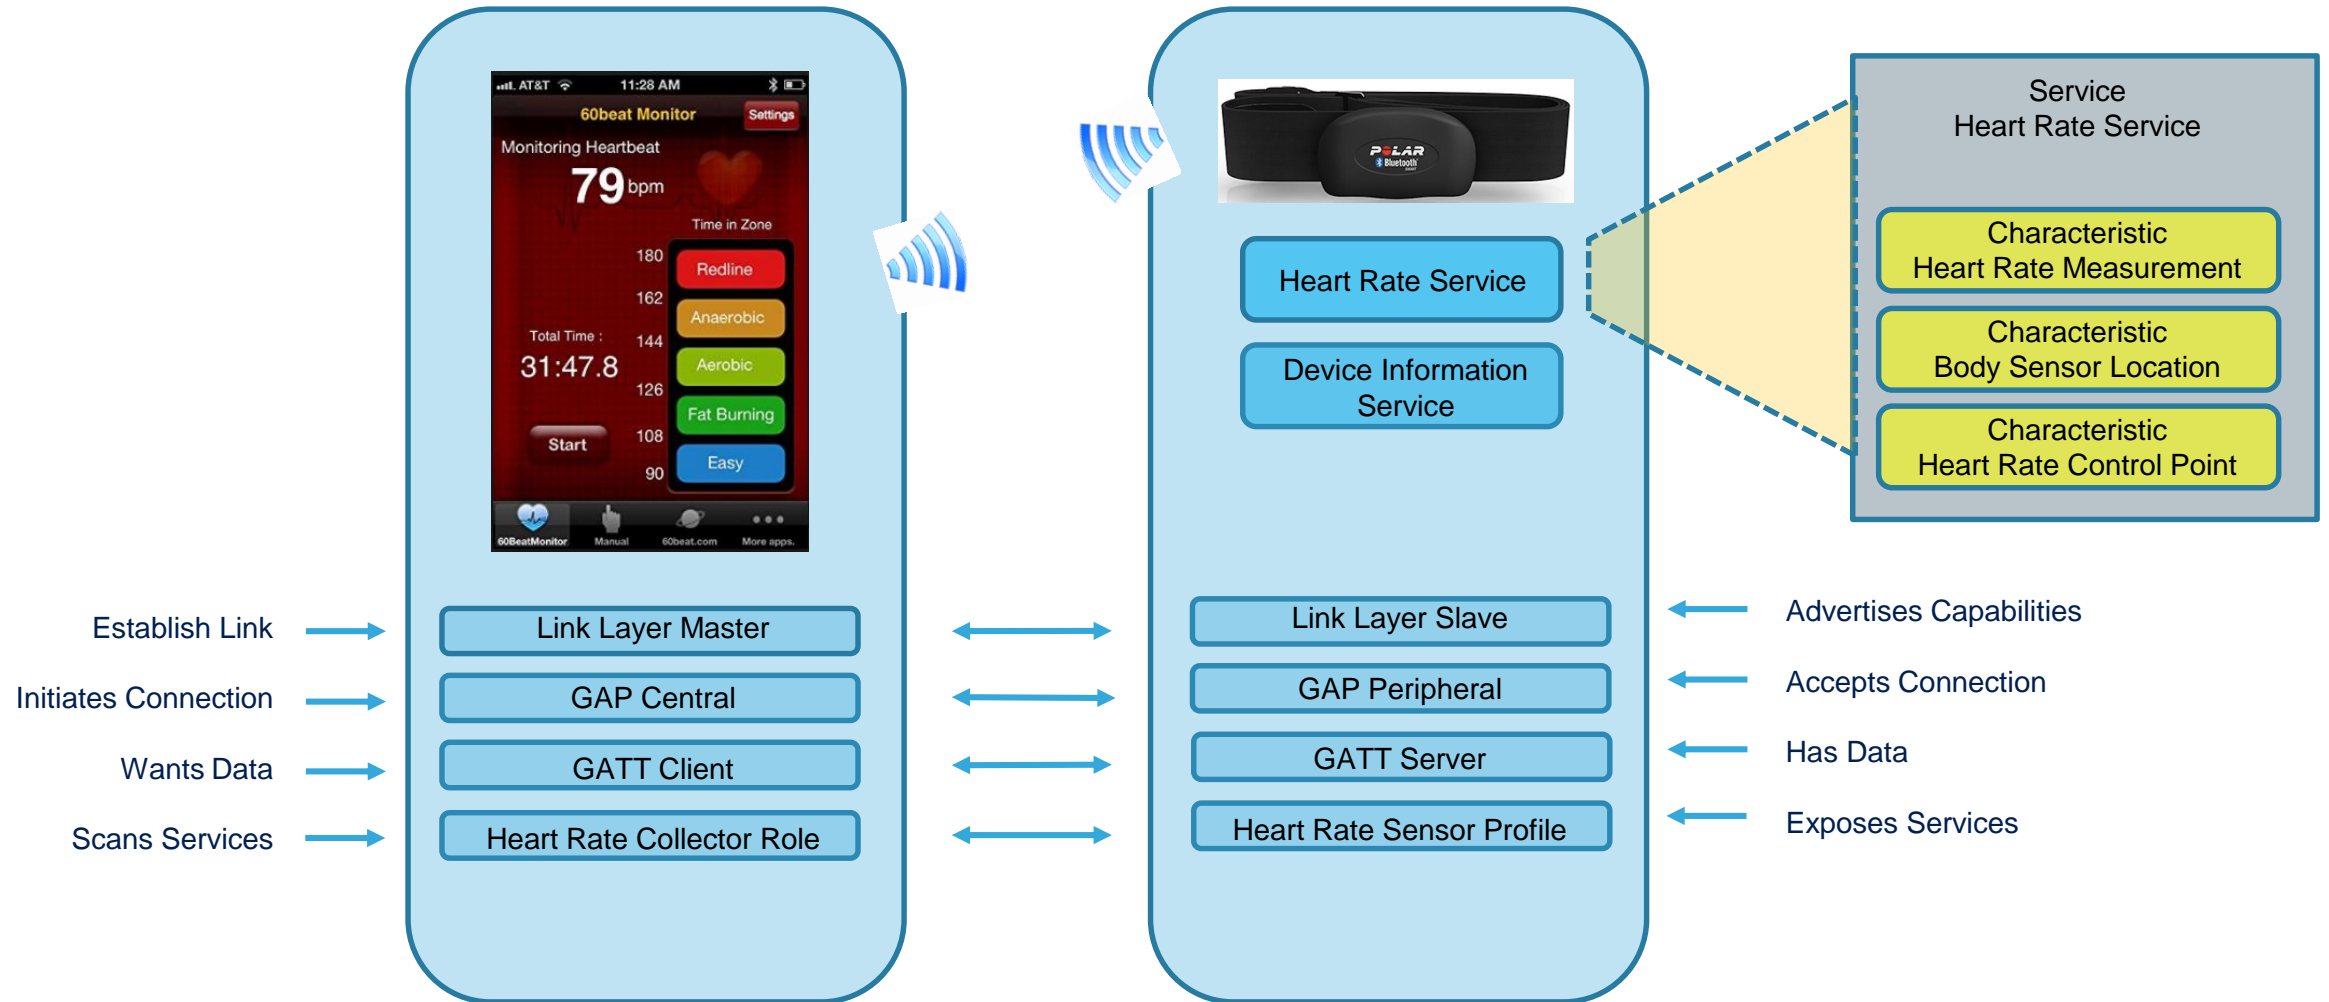 AT&T
11:28 AM
60beat Monitor
Settings
Monitoring Heartbeat
79 bpm
Time in Zone
180
Redline
162
Anaerobic
Total Time :
144
31:47.8
Aerobic
126
Fat Burning
Start
108
Easy
90
60BeatMonitor
Manual
60beat.com
More apps.
POLAR
Bluetooth
SMART
Heart Rate Service
Device Information
Service
Service
Heart Rate Service
Characteristic
Heart Rate Measurement
Characteristic
Body Sensor Location
Characteristic
Heart Rate Control Point
Establish Link
Link Layer Master
Link Layer Slave
Advertises Capabilities
Initiates Connection
GAP Central
GAP Peripheral
Accepts Connection
Wants Data
GATT Client
GATT Server
Has Data
Scans Services
Heart Rate Collector Role
Heart Rate Sensor Profile
Exposes Services